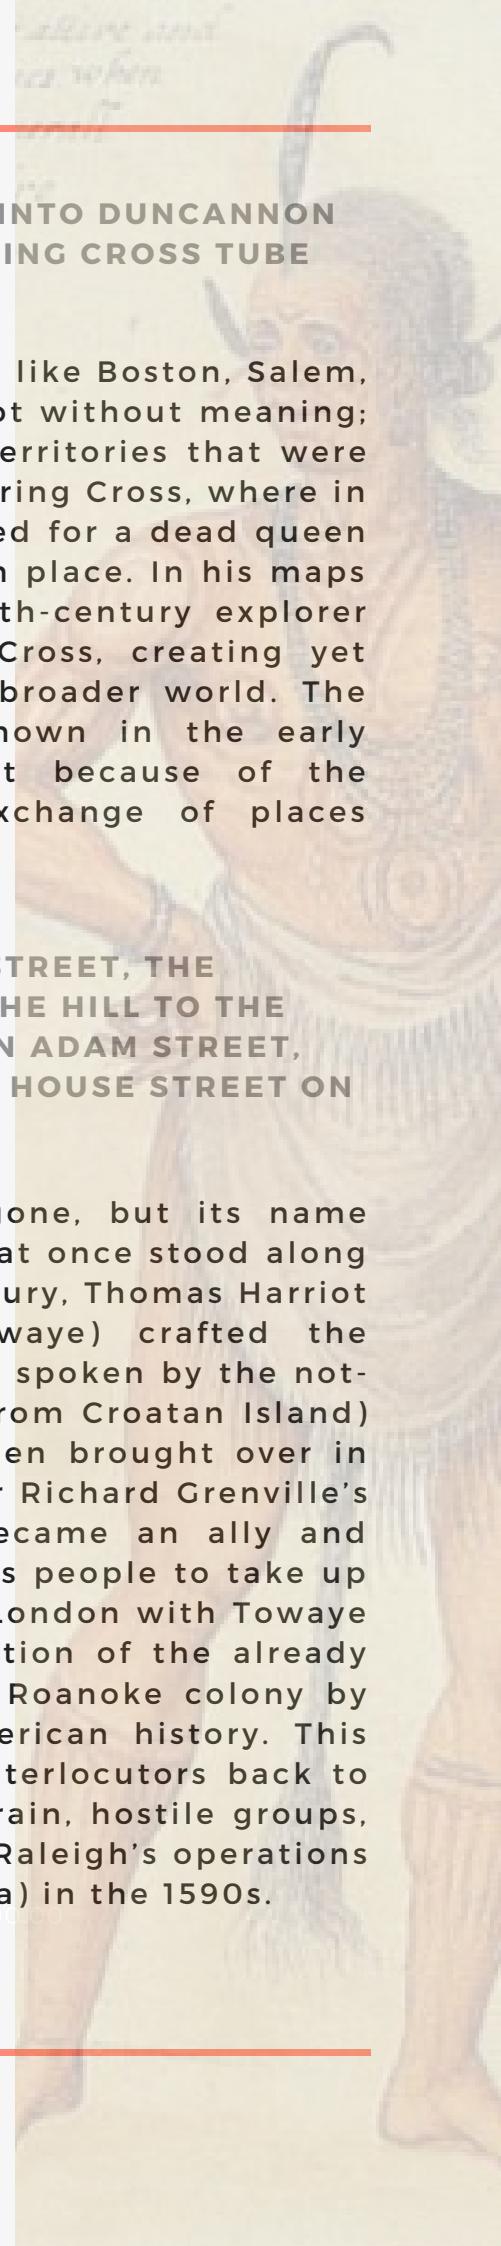 INTO DUNCANNON
ING CROSS TUBE
like Boston, Salem,
ot without meaning;
erritories that were
ring Cross, where in
ed for a dead queen
place. In his maps
th-century explorer
Cross, creating yet
broader world. The
nown in the early
t because of the
xchange of places
STREET, THE
HE HILL TO THE
N ADAM STREET,
HOUSE STREET ON
gone, but its name
at once stood along
ury, Thomas Harriot
waye) crafted the
spoken by the not-
rom Croatan Island)
en brought over in
r Richard Grenville's
ecame an ally and
s people to take up
London with Towaye
tion of the already
Roanoke colony by
erican history. This
terlocutors back to
rain, hostile groups,
Raleigh's operations
a) in the 1590s.